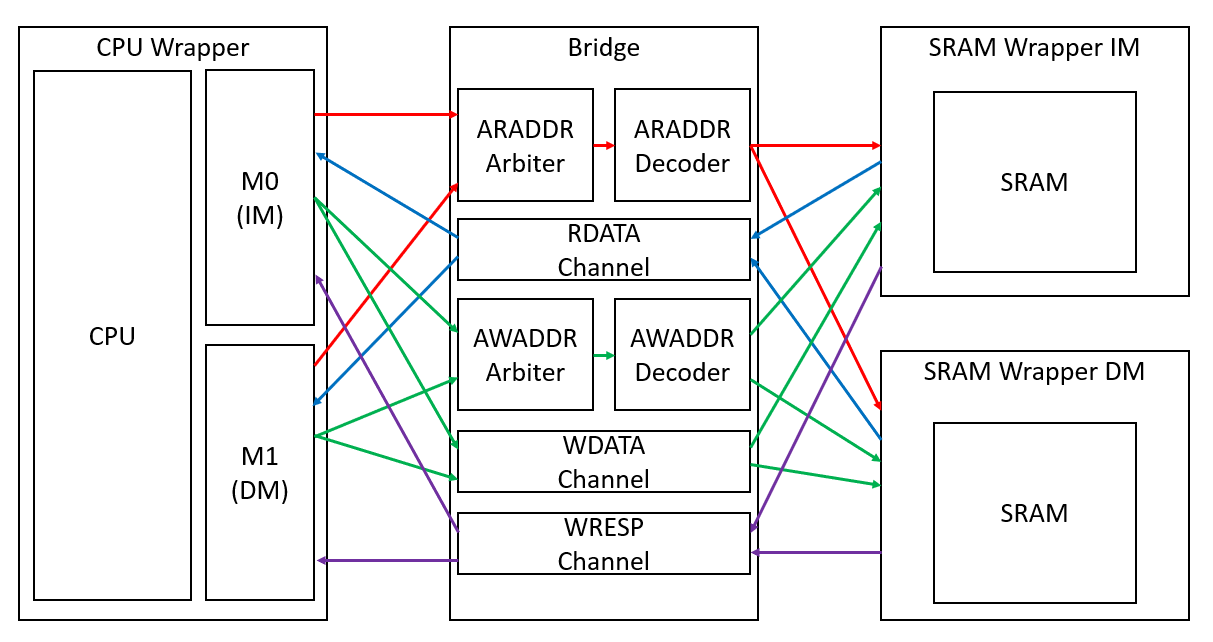 CPU Wrapper
CPU
M0
(IM)
M1
(DM)
Bridge
ARADDR
Arbiter
ARADDR
Decoder
RDATA
Channel
AWADDR
Arbiter
AWADDR
Decoder
WDATA
Channel
WRESP
Channel
SRAM Wrapper IM
SRAM
SRAM Wrapper DM
SRAM